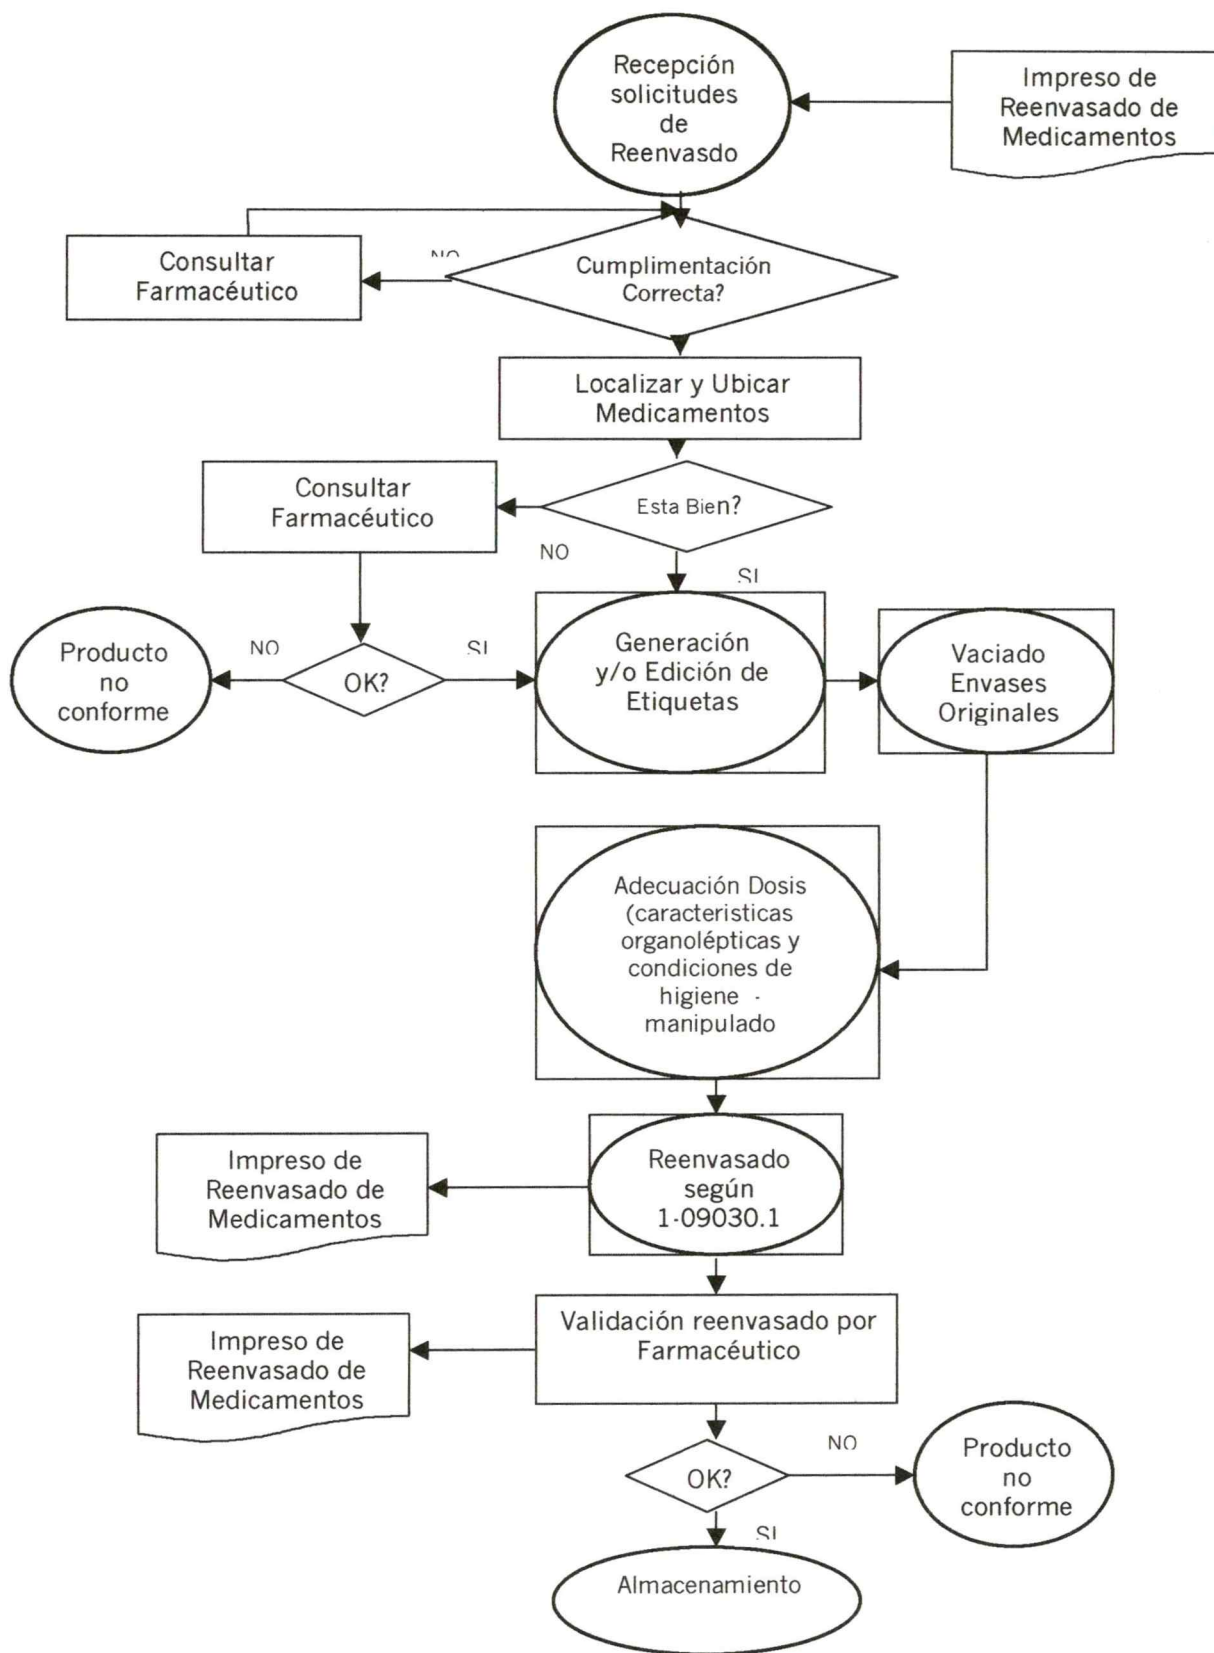 Recepción
solicitudes
de
Reenvasdo
Impreso de
Reenvasado de
Medicamentos
Consultar
Farmacéutico
NO
Cumplimentación
Correcta?
Localizar y Ubicar
Medicamentos
Consultar
Farmacéutico
Esta Bien?
NO
SI
Producto
no
conforme
NO
OK?
SI
Generación
y/o Edición de
Etiquetas
Vaciado
Envases
Originales
Adecuación Dosis
(caracteristicas
organolépticas y
condiciones de
higiene -
manipulado
Impreso de
Reenvasado de
Medicamentos
Reenvasado
según
1-09030.1
Impreso de
Reenvasado de
Medicamentos
Validación reenvasado por
Farmacéutico
OK?
NO
Producto
no
conforme
SI
Almacenamiento